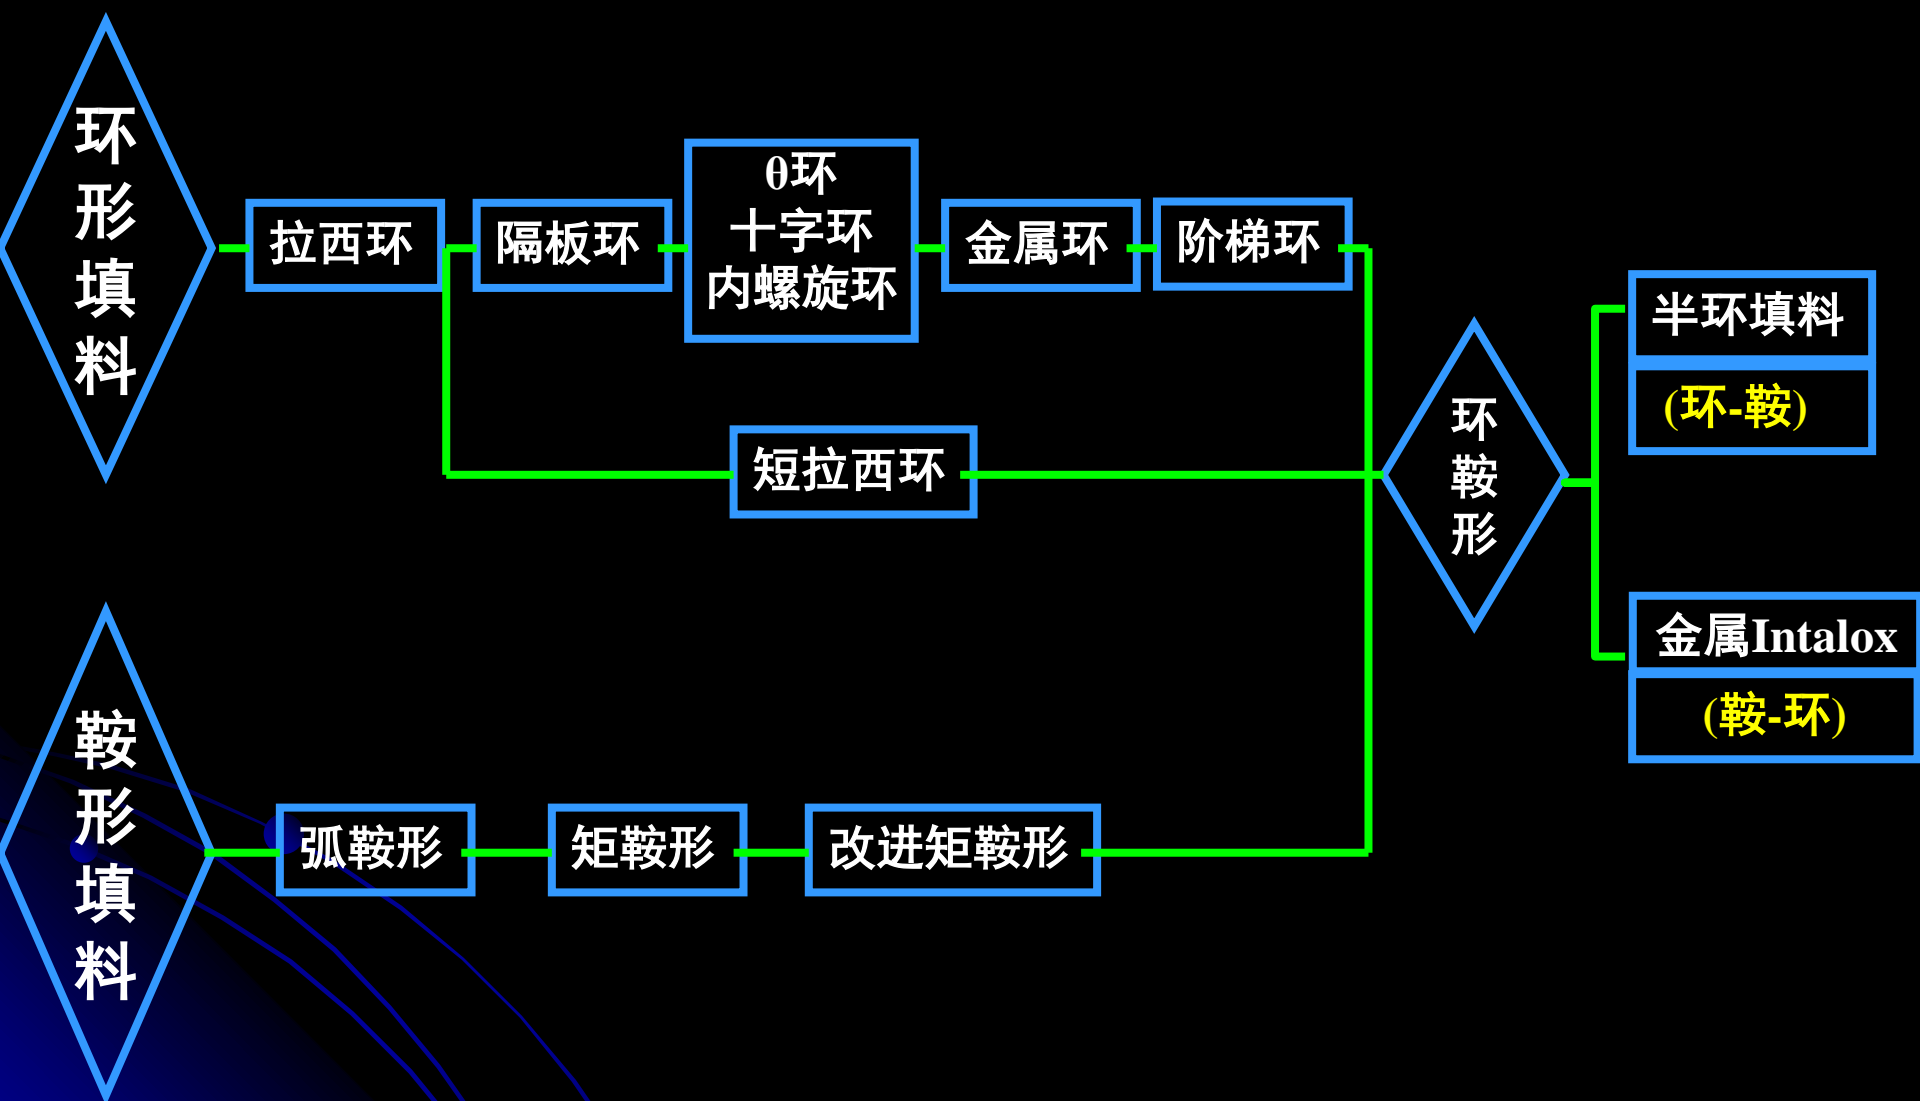 环形填料
拉西环
隔板环
θ环
十字环
内螺旋环
金属环
阶梯环
短拉西环
鞍形填料
弧鞍形
矩鞍形
改进矩鞍形
环鞍形
半环填料
(环-鞍)
金属Intalox
(鞍-环)